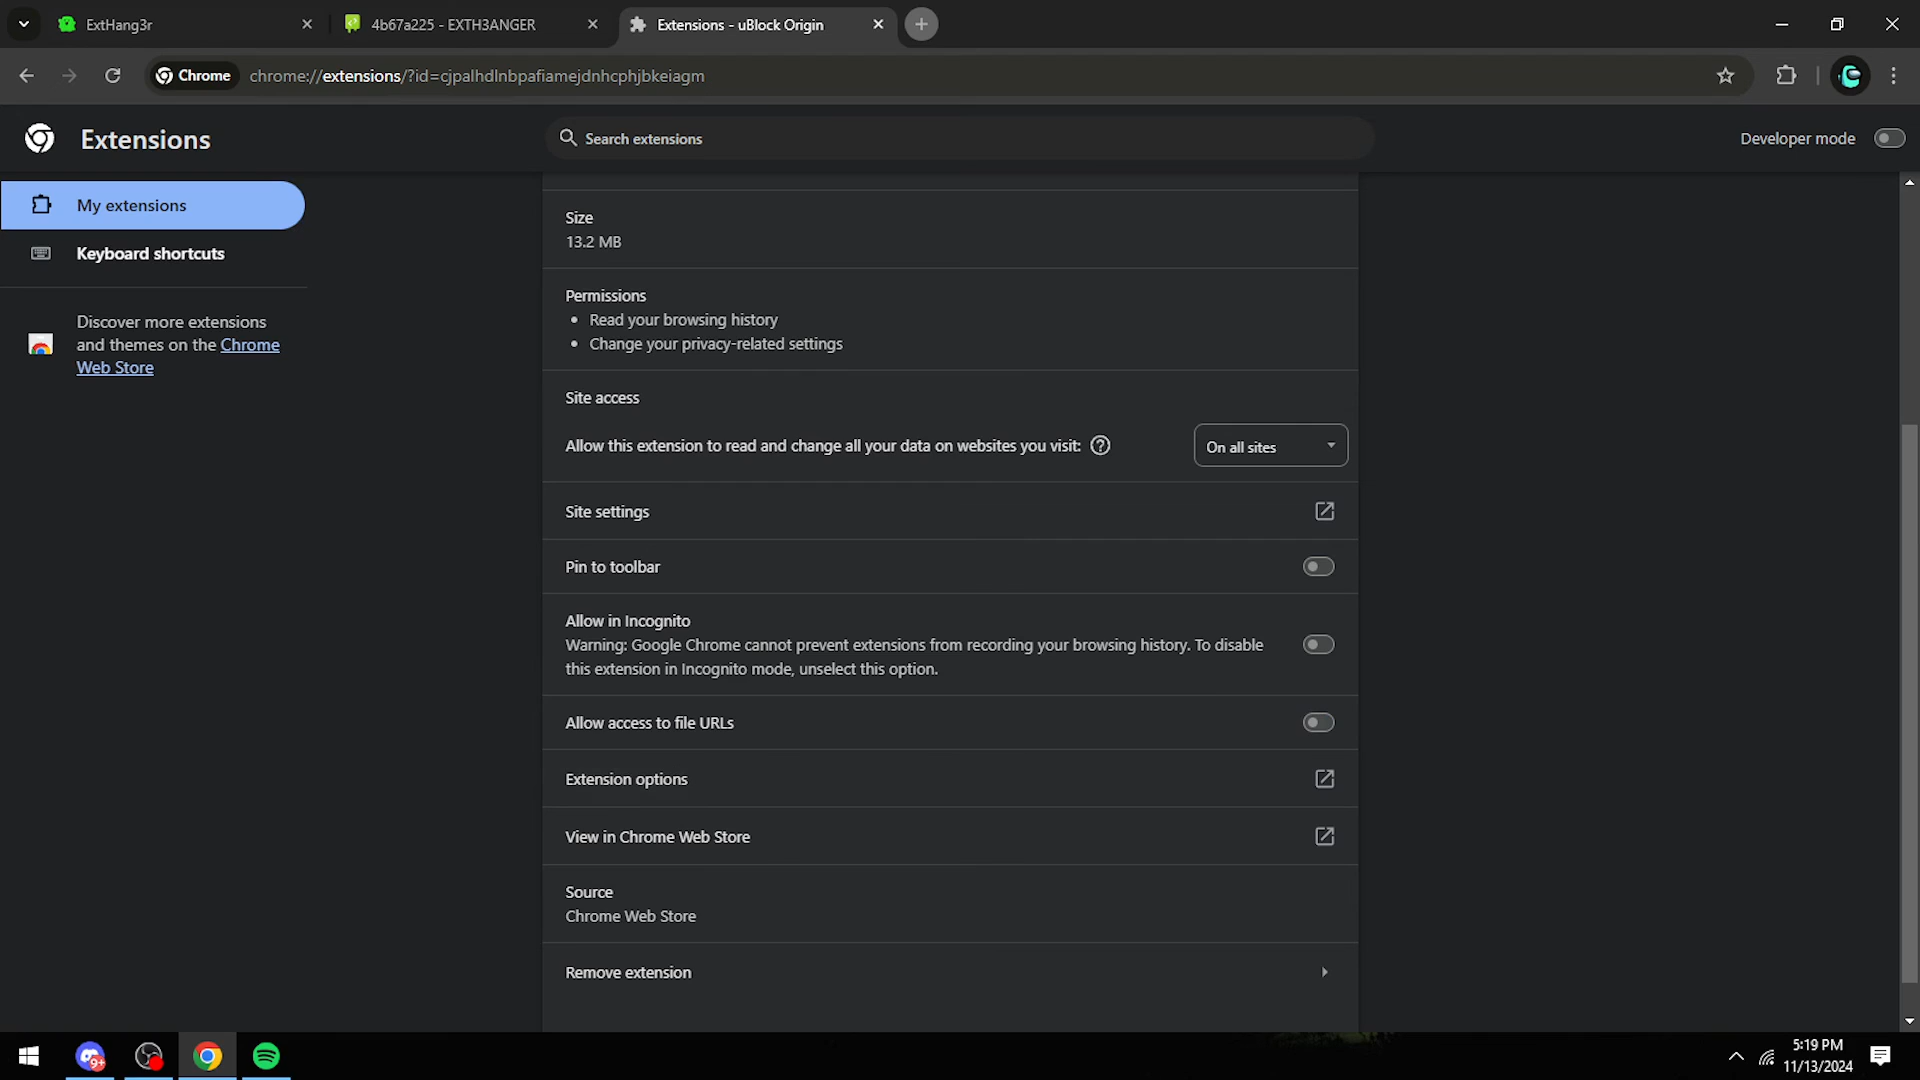 ExtHang3r
4b67a225 - EXTH3ANGER
Extensions - uBlock Origin
Chrome
chrome://extensions/?id=cjpalhdlnbpafiamejdnhcphjbkeiagm
Extensions
Search extensions
Developer mode
My extensions
Keyboard shortcuts
Discover more extensions
and themes on the Chrome
Web Store
Size
13.2 MB
Permissions
• Read your browsing history
• Change your privacy-related settings
Site access
Allow this extension to read and change all your data on websites you visit:
On all sites
Site settings
Pin to toolbar
Allow in Incognito
Warning: Google Chrome cannot prevent extensions from recording your browsing history. To disable
this extension in Incognito mode, unselect this option.
Allow access to file URLs
Extension options
View in Chrome Web Store
Source
Chrome Web Store
Remove extension
9+
5:19 PM
11/13/2024